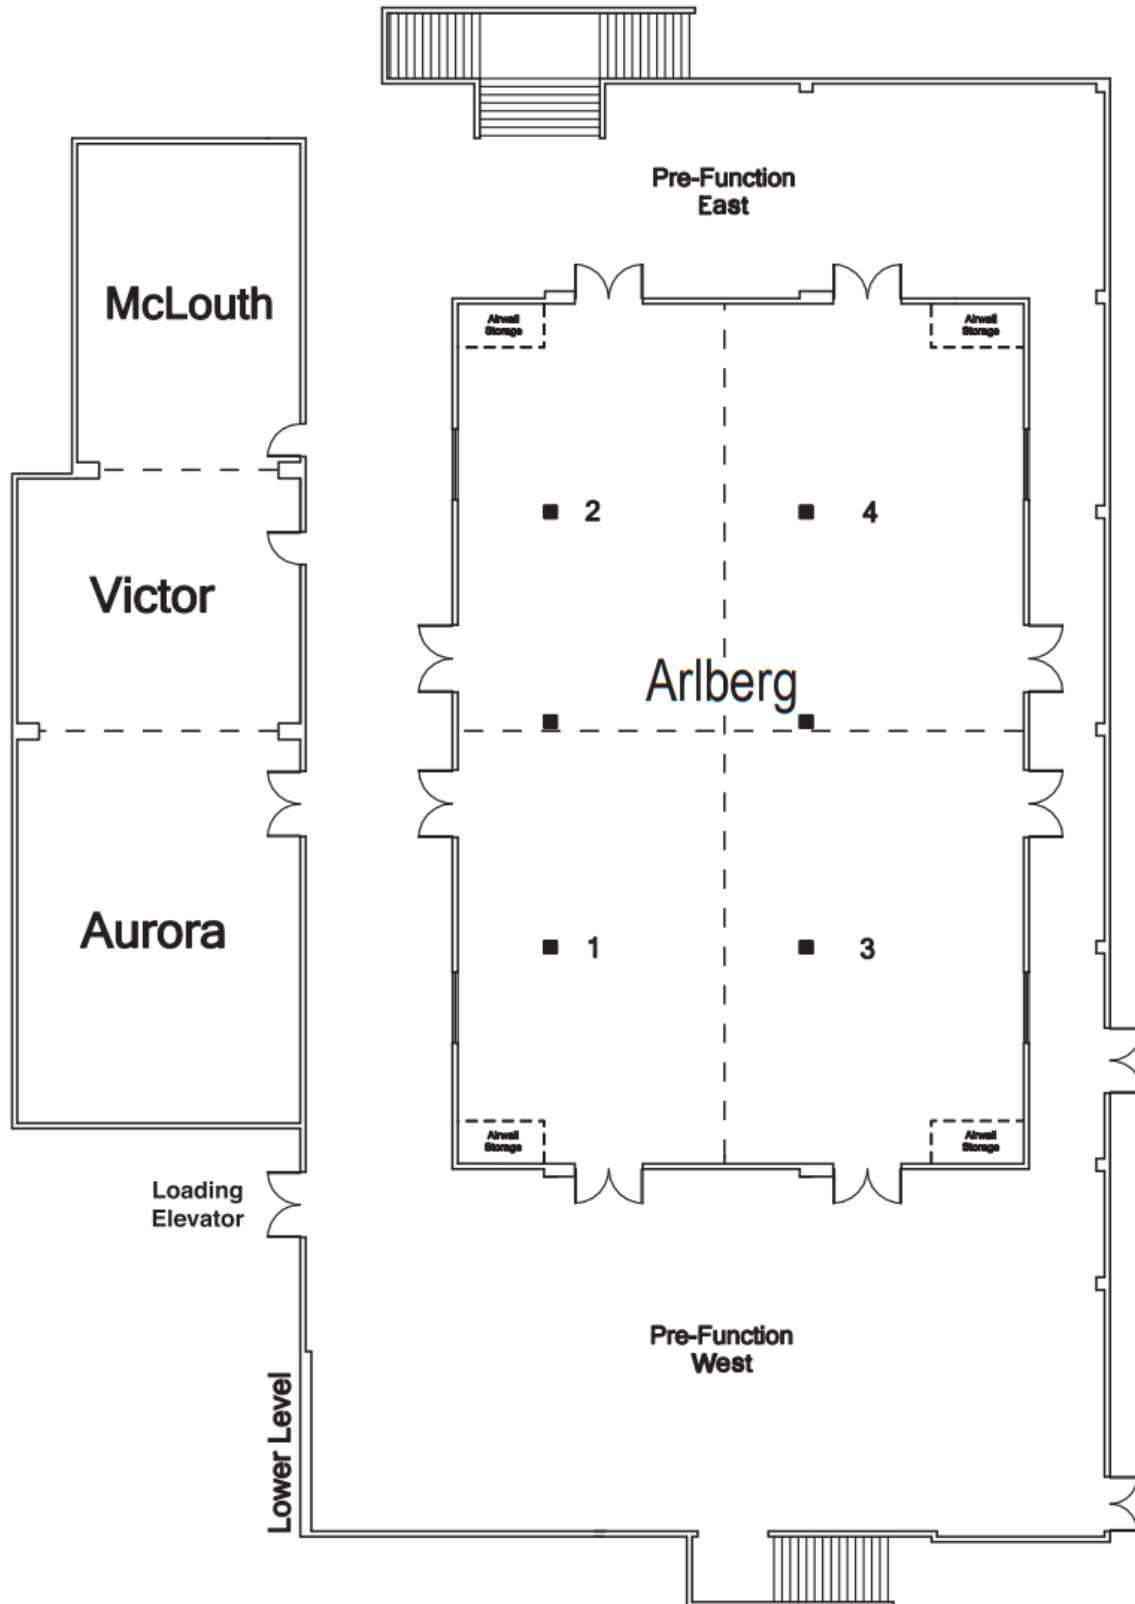 Pre-Function
East
McLouth
Airwall
Storage
Airwall
Storage
2
4
Victor
Arlberg
Aurora
1
3
Airwall
Storage
Airwall
Storage
Loading
Elevator
Pre-Function
West
Lower Level